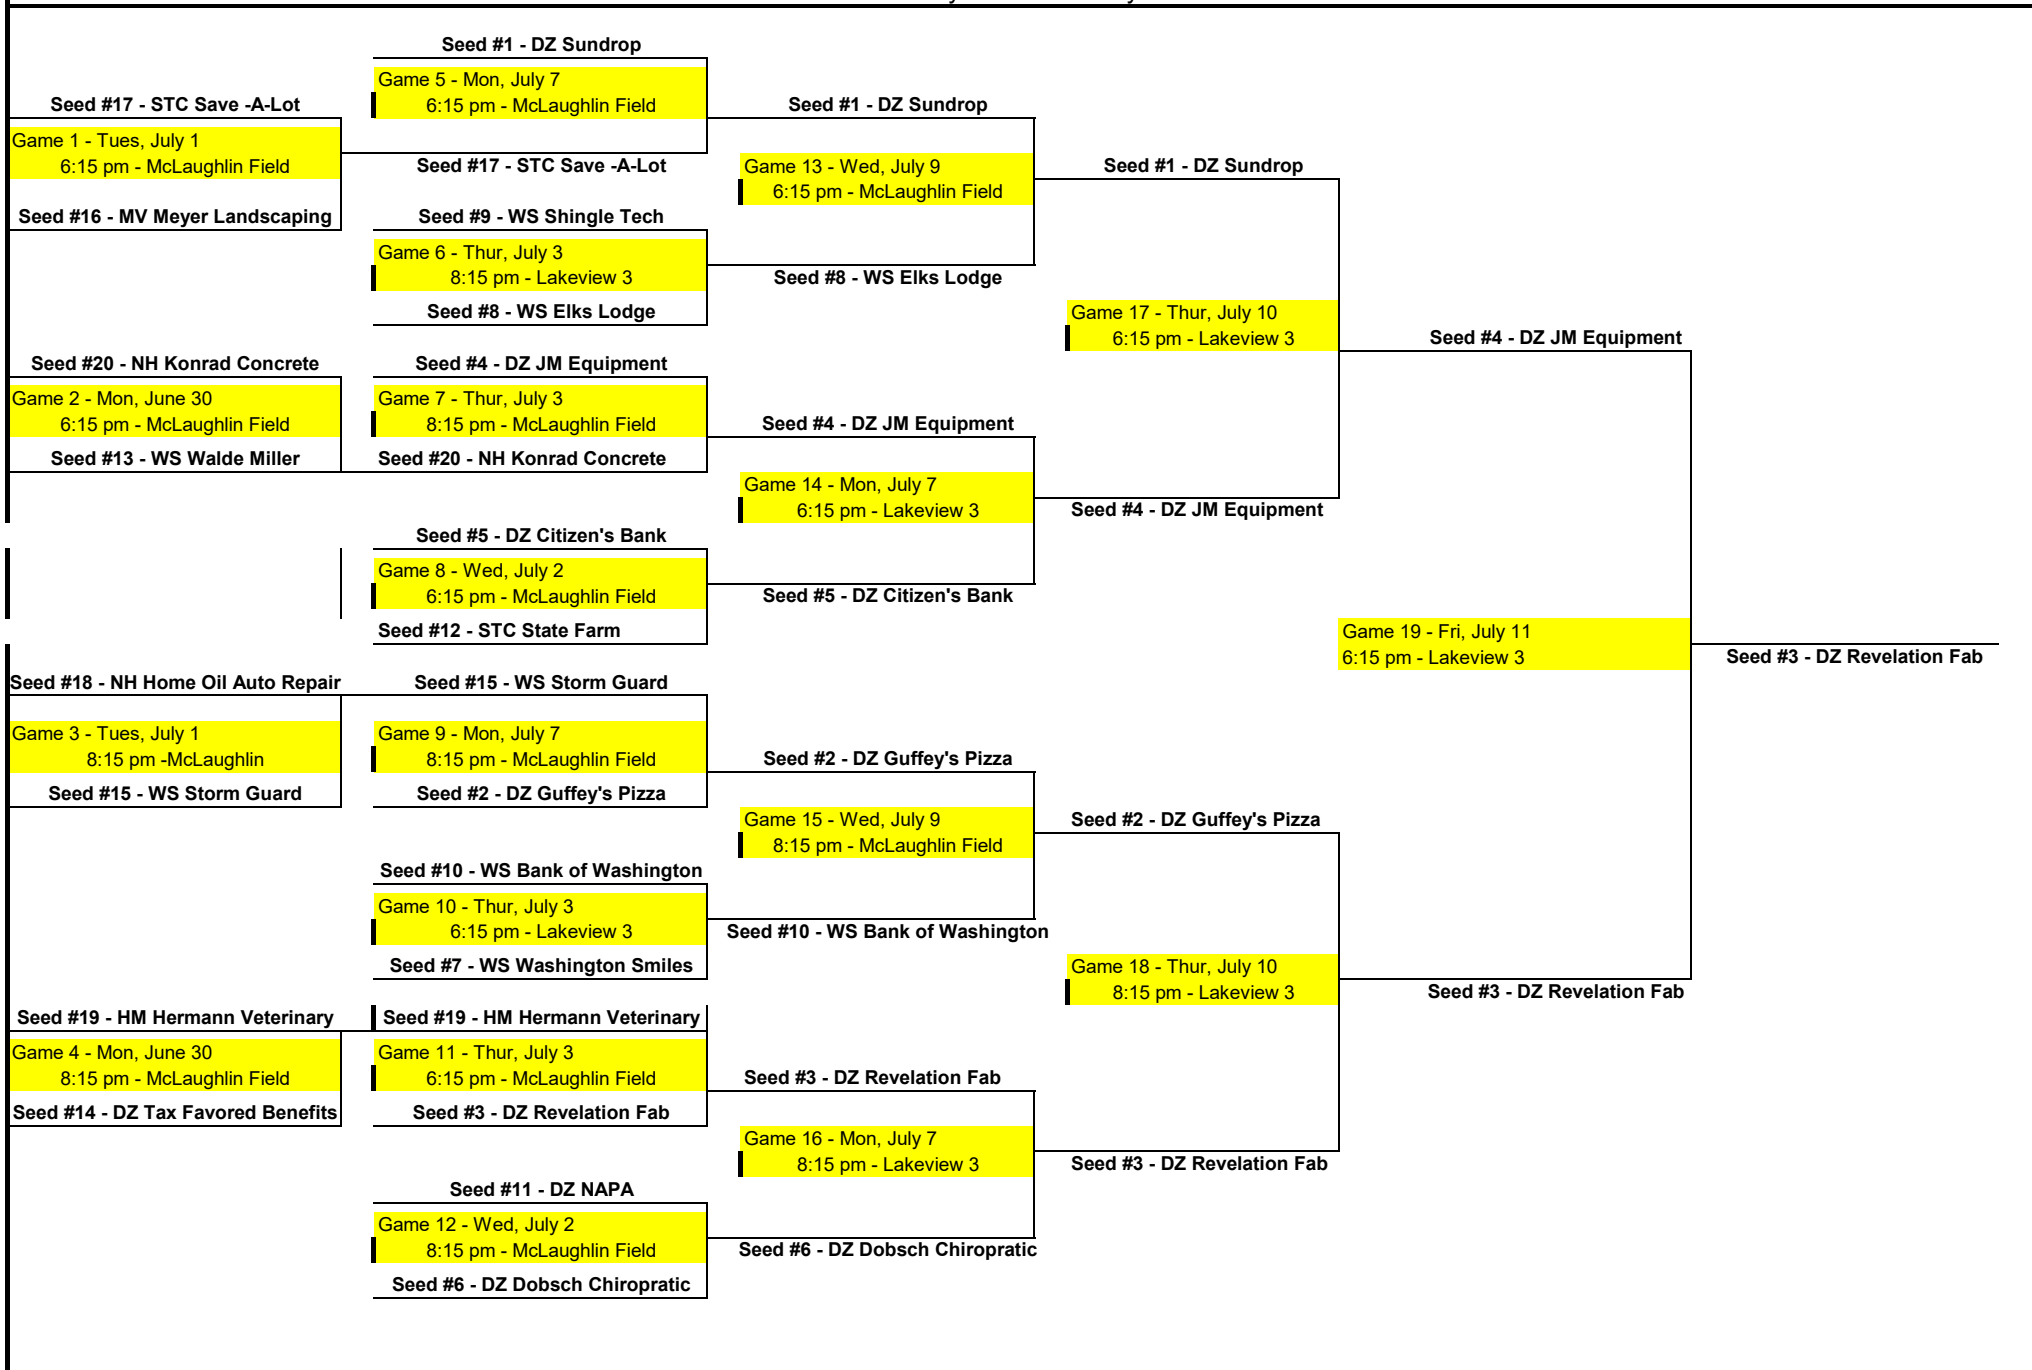 Seed #1 - DZ Sundrop
Game 5 - Mon, July 7
6:15 pm - McLaughlin Field
Seed #17 - STC Save -A-Lot
Seed #1 - DZ Sundrop
Game 1 - Tues, July 1
6:15 pm - McLaughlin Field
Seed #17 - STC Save -A-Lot
Game 13 - Wed, July 9
6:15 pm - McLaughlin Field
Seed #1 - DZ Sundrop
Seed #16 - MV Meyer Landscaping
Seed #9 - WS Shingle Tech
Game 6 - Thur, July 3
8:15 pm - Lakeview 3
Seed #8 - WS Elks Lodge
Seed #8 - WS Elks Lodge
Game 17 - Thur, July 10
6:15 pm - Lakeview 3
Seed #4 - DZ JM Equipment
Seed #20 - NH Konrad Concrete
Seed #4 - DZ JM Equipment
Game 2 - Mon, June 30
6:15 pm - McLaughlin Field
Game 7 - Thur, July 3
8:15 pm - McLaughlin Field
Seed #4 - DZ JM Equipment
Seed #13 - WS Walde Miller
Seed #20 - NH Konrad Concrete
Game 14 - Mon, July 7
6:15 pm - Lakeview 3
Seed #4 - DZ JM Equipment
Seed #5 - DZ Citizen's Bank
Game 8 - Wed, July 2
6:15 pm - McLaughlin Field
Seed #5 - DZ Citizen's Bank
Seed #12 - STC State Farm
Game 19 - Fri, July 11
6:15 pm - Lakeview 3
Seed #3 - DZ Revelation Fab
Seed #18 - NH Home Oil Auto Repair
Seed #15 - WS Storm Guard
Game 3 - Tues, July 1
8:15 pm -McLaughlin
Game 9 - Mon, July 7
8:15 pm - McLaughlin Field
Seed #2 - DZ Guffey's Pizza
Seed #15 - WS Storm Guard
Seed #2 - DZ Guffey's Pizza
Game 15 - Wed, July 9
8:15 pm - McLaughlin Field
Seed #2 - DZ Guffey's Pizza
Seed #10 - WS Bank of Washington
Game 10 - Thur, July 3
6:15 pm - Lakeview 3
Seed #10 - WS Bank of Washington
Seed #7 - WS Washington Smiles
Game 18 - Thur, July 10
8:15 pm - Lakeview 3
Seed #3 - DZ Revelation Fab
Seed #19 - HM Hermann Veterinary
Seed #19 - HM Hermann Veterinary
Game 4 - Mon, June 30
8:15 pm - McLaughlin Field
Game 11 - Thur, July 3
6:15 pm - McLaughlin Field
Seed #3 - DZ Revelation Fab
Seed #14 - DZ Tax Favored Benefits
Seed #3 - DZ Revelation Fab
Game 16 - Mon, July 7
8:15 pm - Lakeview 3
Seed #3 - DZ Revelation Fab
Seed #11 - DZ NAPA
Game 12 - Wed, July 2
8:15 pm - McLaughlin Field
Seed #6 - DZ Dobsch Chiropratic
Seed #6 - DZ Dobsch Chiropratic